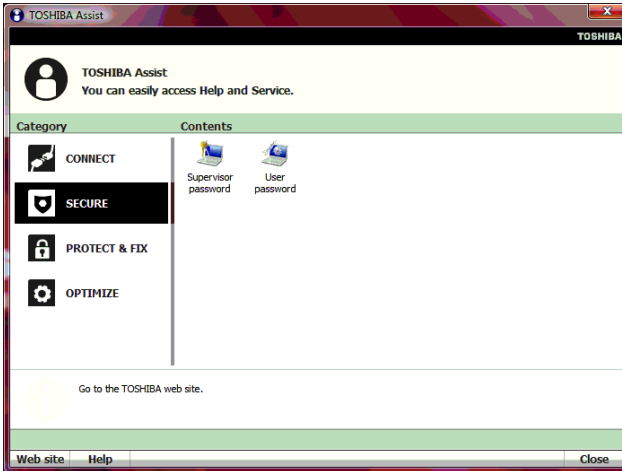 TOSHIBA Assist
TOSHIBA
TOSHIBA Assist
You can easily access Help and Service.
Category
Contents
CONNECT
SECURE
PROTECT & FIX
OPTIMIZE
Supervisor
password
User
password
Go to the TOSHIBA web site.
Web site
Help
Close